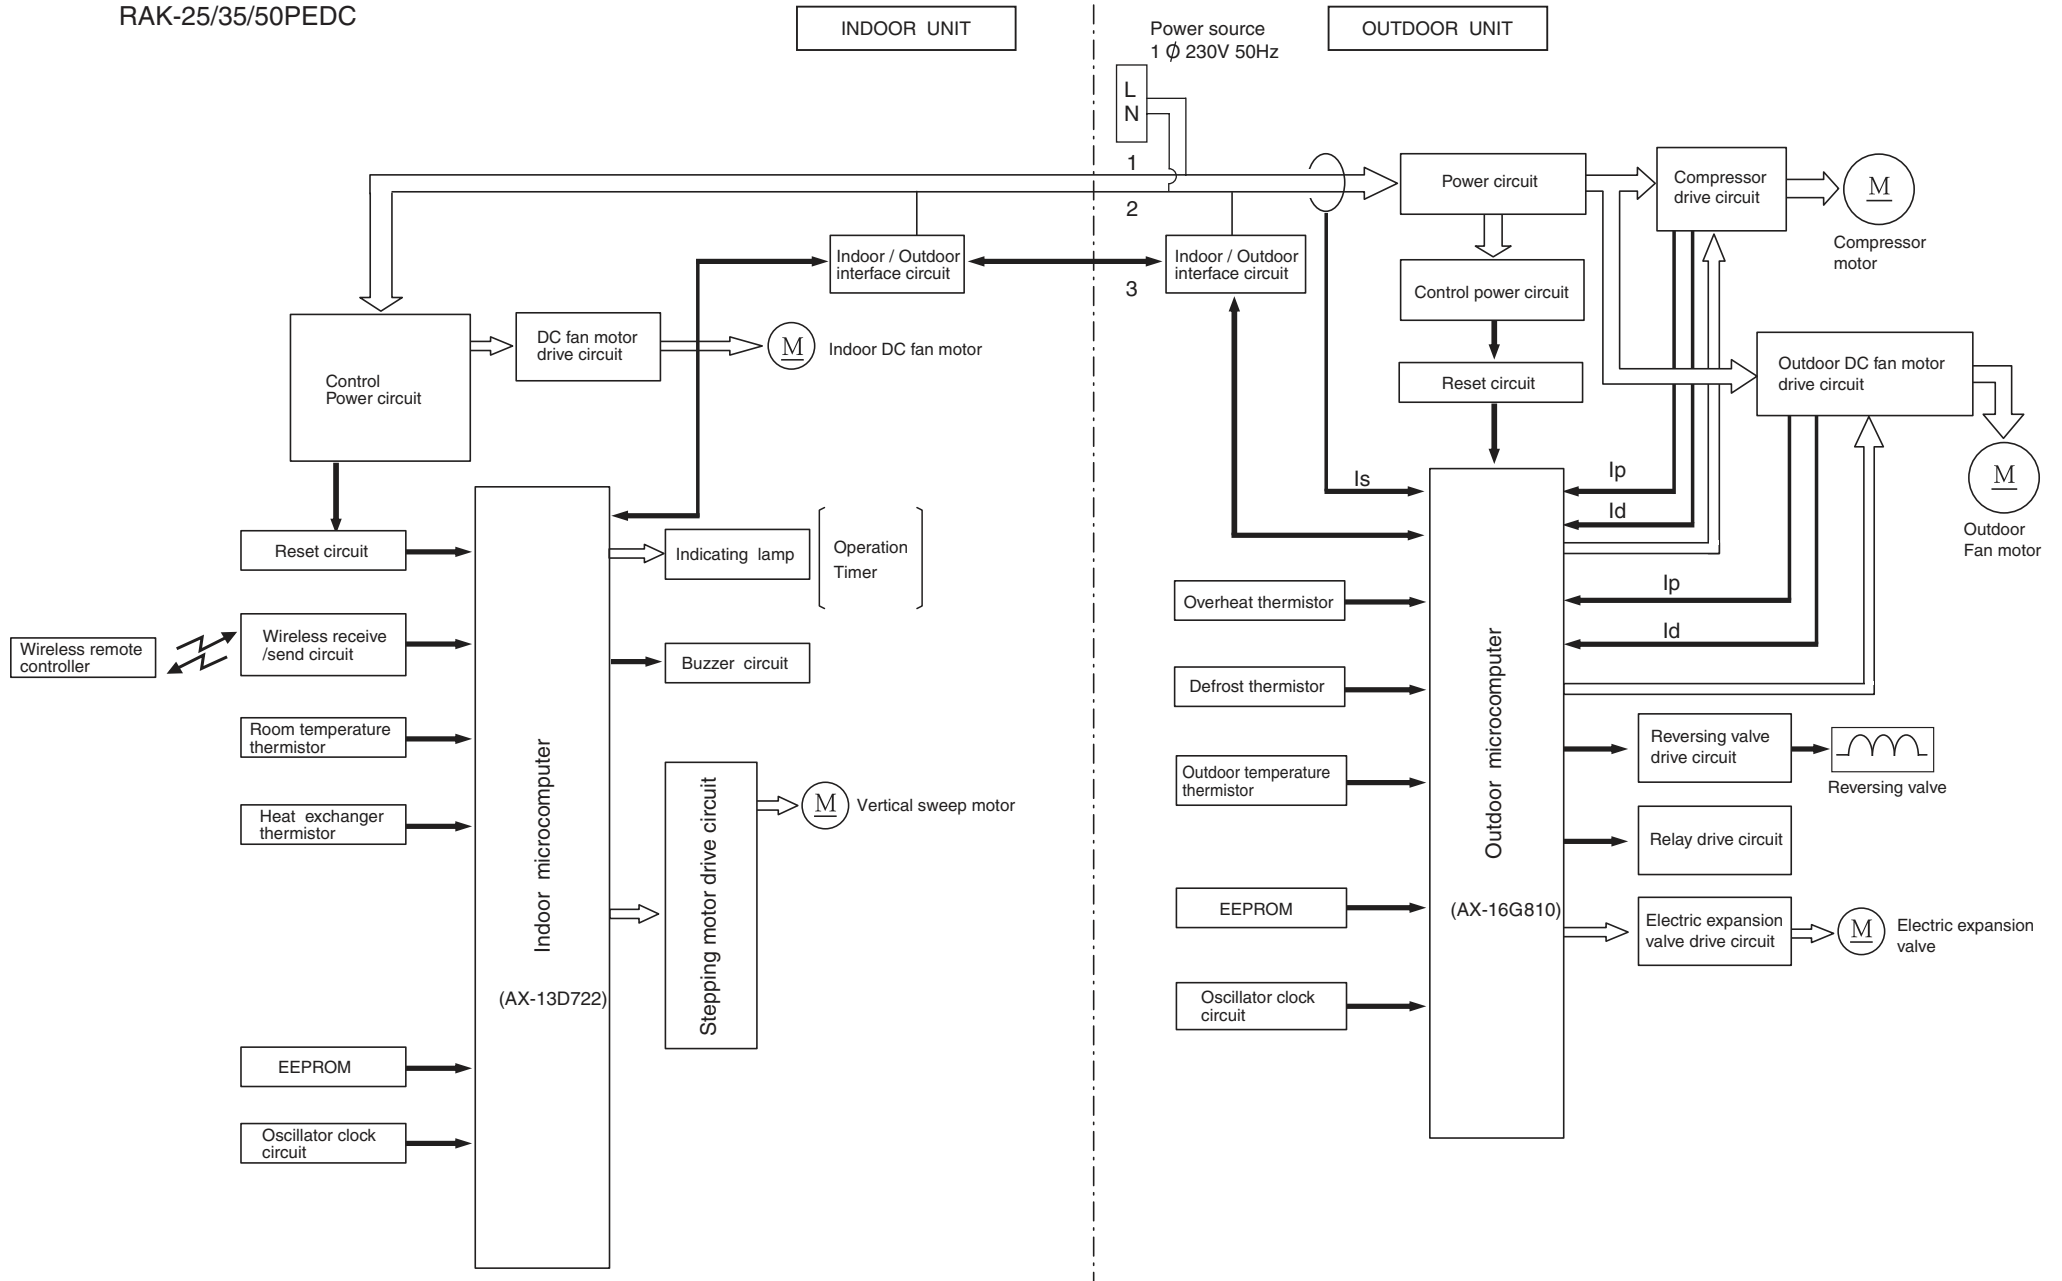 RAK-25/35/50PEDC
INDOOR UNIT
Power source
1 ϕ 230V 50Hz
OUTDOOR UNIT
L
N
1
2
3
Power circuit
Compressor
drive circuit
M
Compressor
motor
Indoor / Outdoor
interface circuit
Indoor / Outdoor
interface circuit
Control power circuit
Control
Power circuit
DC fan motor
drive circuit
M
Indoor DC fan motor
Reset circuit
Outdoor DC fan motor
drive circuit
M
Outdoor
Fan motor
Is
Ip
Id
Ip
Id
Reset circuit
Indicating lamp
Operation
Timer
Wireless remote
controller
Wireless receive
/send circuit
Buzzer circuit
Room temperature
thermistor
Heat exchanger
thermistor
Indoor microcomputer
(AX-13D722)
Stepping motor drive circuit
M
Vertical sweep motor
EEPROM
Oscillator clock
circuit
Overheat thermistor
Defrost thermistor
Outdoor temperature
thermistor
EEPROM
Oscillator clock
circuit
Outdoor microcomputer
(AX-16G810)
Reversing valve
drive circuit
Reversing valve
Relay drive circuit
Electric expansion
valve drive circuit
M
Electric expansion
valve